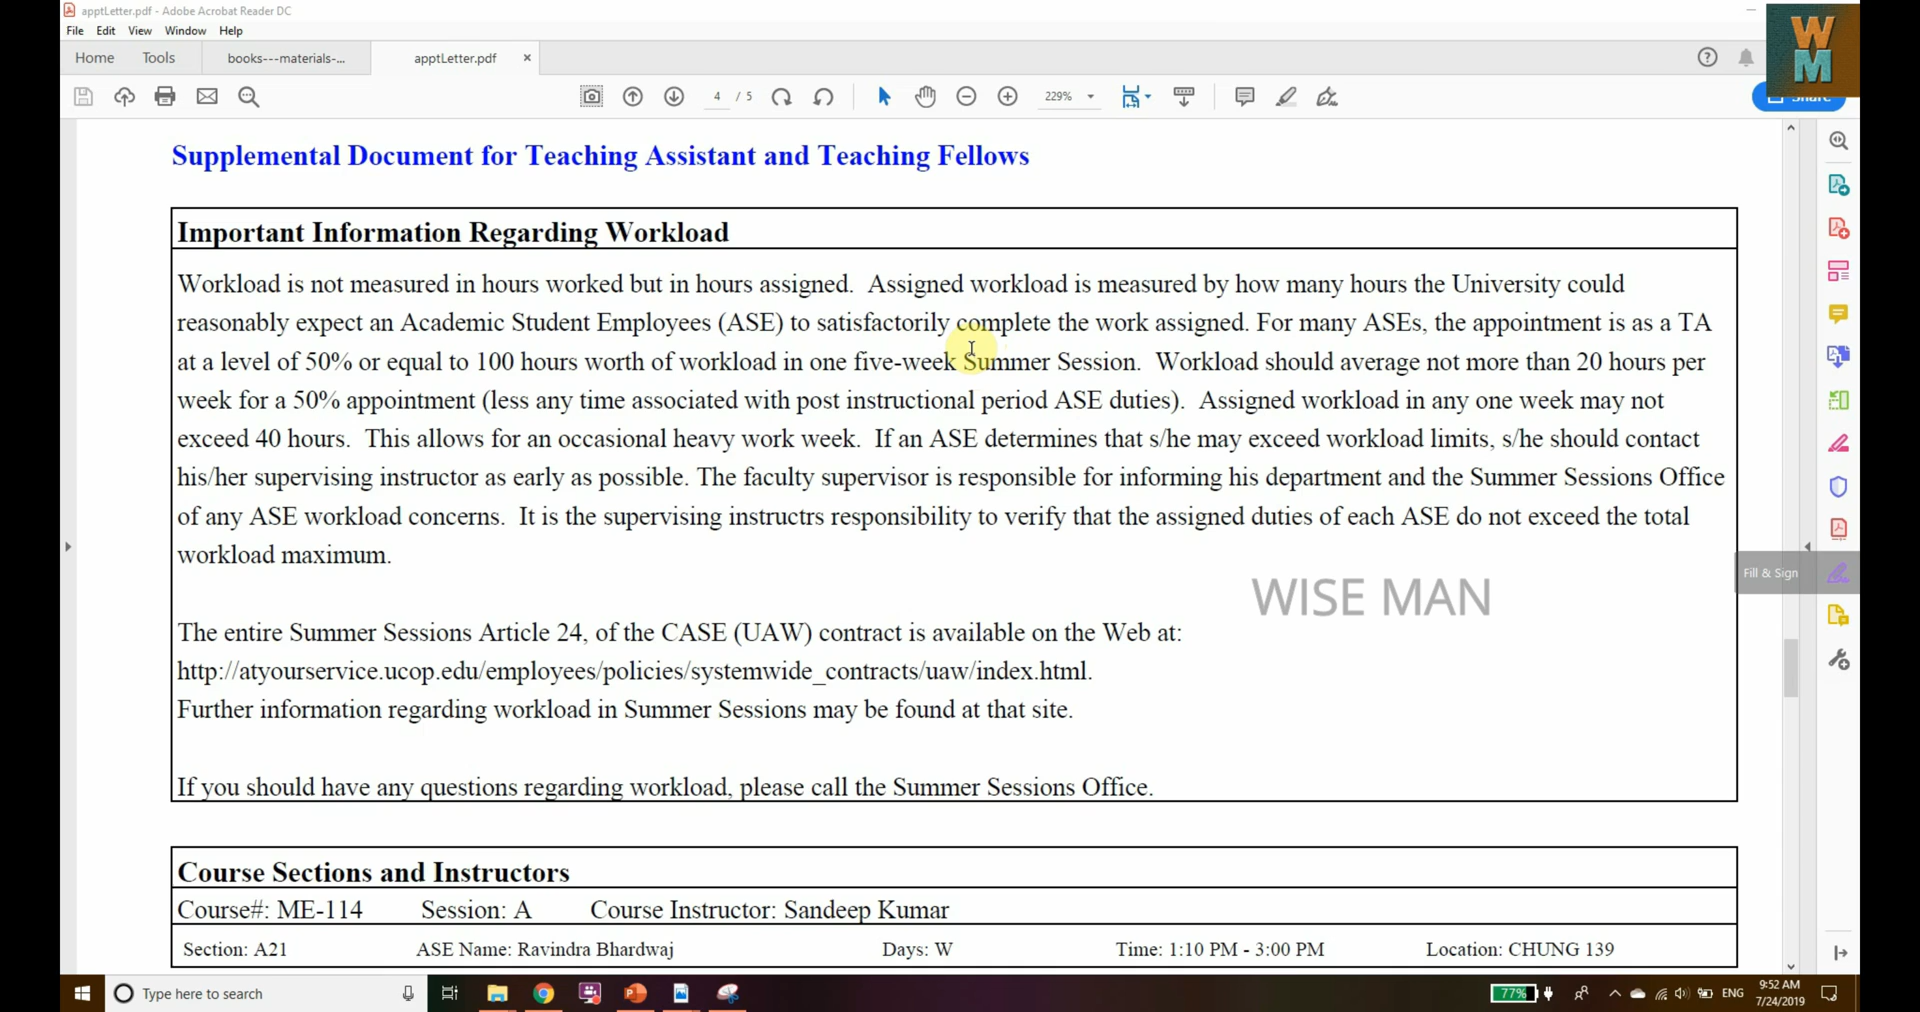 apptLetter.pdf - Adobe Acrobat Reader DC
File Edit View Window Help
Home Tools books---materials-... apptLetter.pdf ×
4 / 5 229%
W
M
Supplemental Document for Teaching Assistant and Teaching Fellows
Important Information Regarding Workload
Workload is not measured in hours worked but in hours assigned. Assigned workload is measured by how many hours the University could
reasonably expect an Academic Student Employees (ASE) to satisfactorily complete the work assigned. For many ASEs, the appointment is as a TA
at a level of 50% or equal to 100 hours worth of workload in one five-week Summer Session. Workload should average not more than 20 hours per
week for a 50% appointment (less any time associated with post instructional period ASE duties). Assigned workload in any one week may not
exceed 40 hours. This allows for an occasional heavy work week. If an ASE determines that s/he may exceed workload limits, s/he should contact
his/her supervising instructor as early as possible. The faculty supervisor is responsible for informing his department and the Summer Sessions Office
of any ASE workload concerns. It is the supervising instructrs responsibility to verify that the assigned duties of each ASE do not exceed the total
workload maximum.
Fill & Sign
WISE MAN
The entire Summer Sessions Article 24, of the CASE (UAW) contract is available on the Web at:
http://atyourservice.ucop.edu/employees/policies/systemwide_contracts/uaw/index.html.
Further information regarding workload in Summer Sessions may be found at that site.
If you should have any questions regarding workload, please call the Summer Sessions Office.
Course Sections and Instructors
Course#: ME-114 Session: A Course Instructor: Sandeep Kumar
Section: A21 ASE Name: Ravindra Bhardwaj Days: W Time: 1:10 PM - 3:00 PM Location: CHUNG 139
Type here to search 77% ENG 9:52 AM
7/24/2019